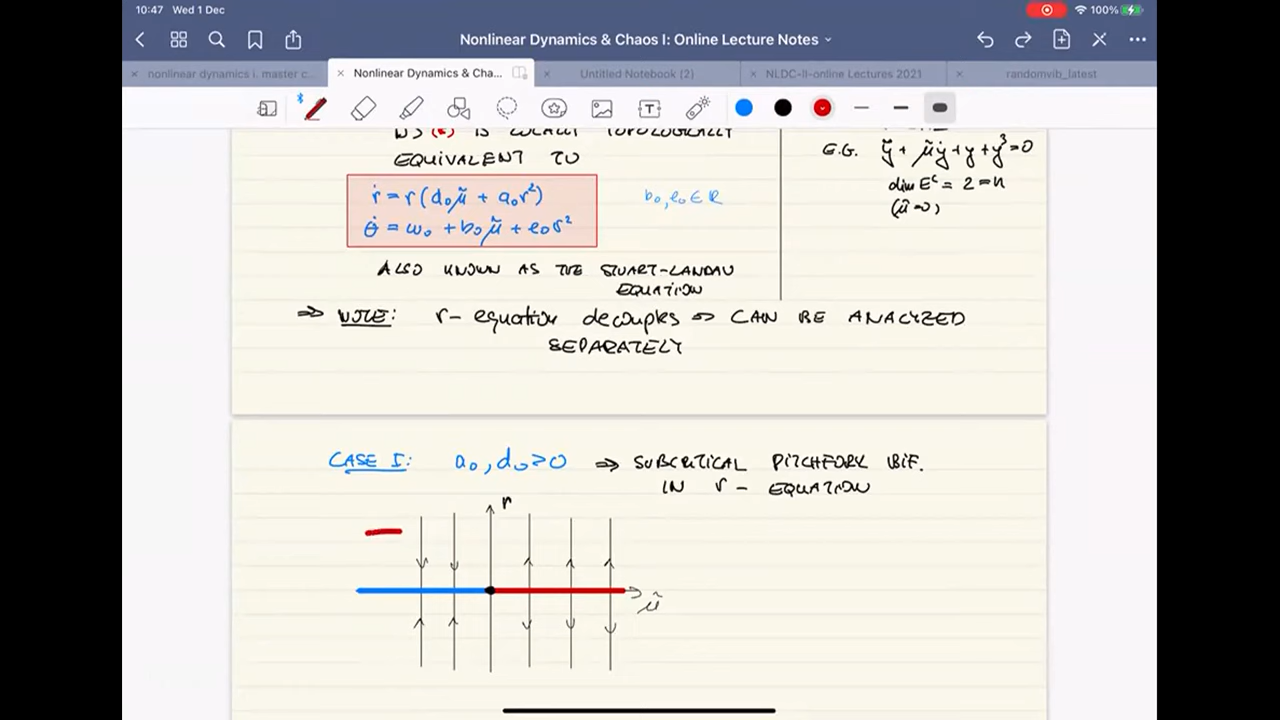 10:47 Wed 1 Dec
100%
Nonlinear Dynamics & Chaos I: Online Lecture Notes
nonlinear dynamics i. master c...
Nonlinear Dynamics & Cha...
Untitled Notebook (2)
NLDC-II-online Lectures 2021
randomvib_latest
IS LOCALLY TOPOLOGICALLY
EQUIVALENT TO
ṙ = r(d₀μ̃ + a₀r²)
θ̇ = ω₀ + b₀μ̃ + e₀r²
b₀, e₀ ∈ ℝ
ALSO KNOWN AS THE STUART-LANDAU
EQUATION
E.G. ÿ + μ̃ẏ + y + y³ = 0
dim Eᶜ = 2 = n
(μ̃=0)
⇒ NOTE: r- equation decouples ⇒ CAN BE ANALYZED
SEPARATELY
CASE I: a₀, d₀ > 0 ⇒ SUBCRITICAL PITCHFORK BIF.
IN r - EQUATION
r
μ̃